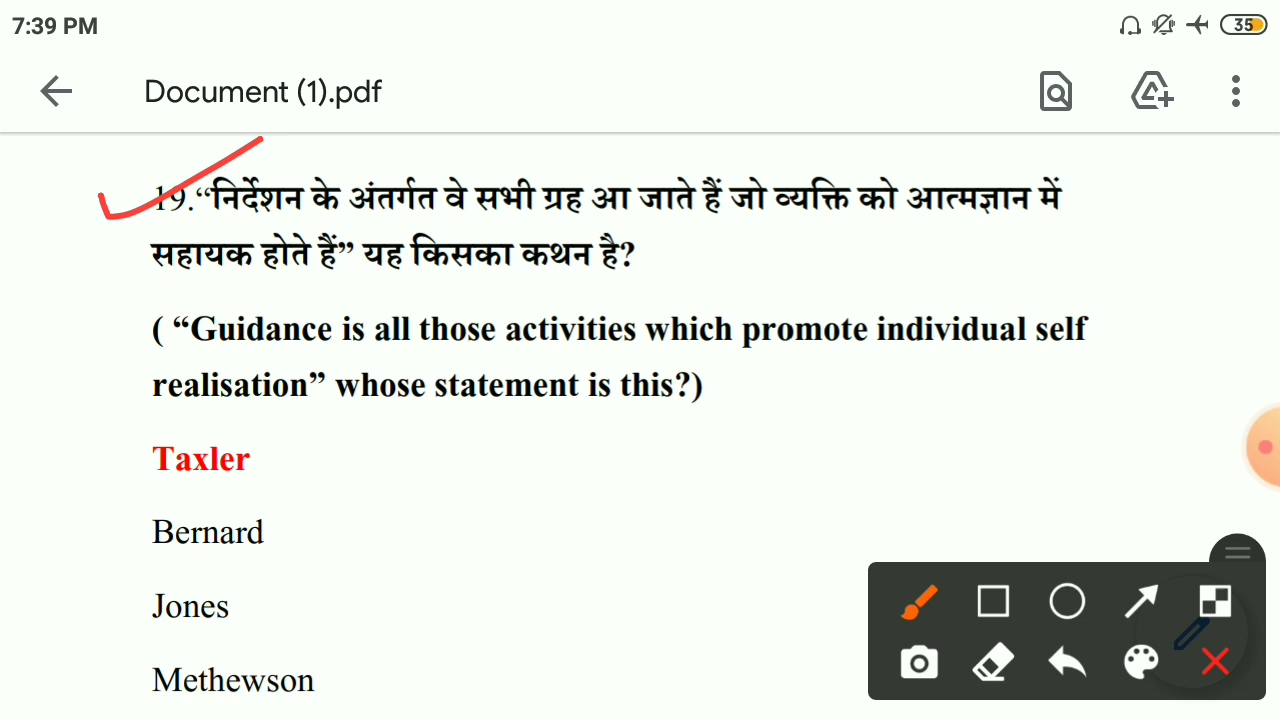 7:39 PM
35
Document (1).pdf
19.“निर्देशन के अंतर्गत वे सभी ग्रह आ जाते हैं जो व्यक्ति को आत्मज्ञान में
सहायक होते हैं” यह किसका कथन है?
( “Guidance is all those activities which promote individual self
realisation” whose statement is this?)
Taxler
Bernard
Jones
Methewson